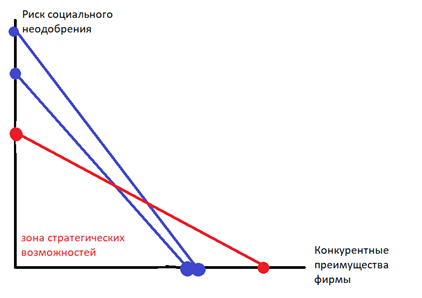 Риск социального
неодобрения
зона стратегических
возможностей
Конкурентные
преимущества
фирмы